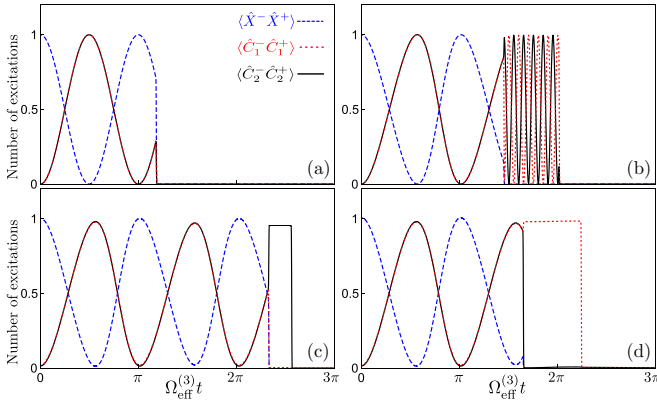 1
0.5
0
Number of excitations
⟨X̂⁻X̂⁺⟩
⟨Ĉ₁⁻Ĉ₁⁺⟩
⟨Ĉ₂⁻Ĉ₂⁺⟩
(a)
1
0.5
0
(b)
1
0.5
0
Number of excitations
(c)
0 π 2π 3π
Ω_eff^(3) t
1
0.5
0
(d)
0 π 2π 3π
Ω_eff^(3) t